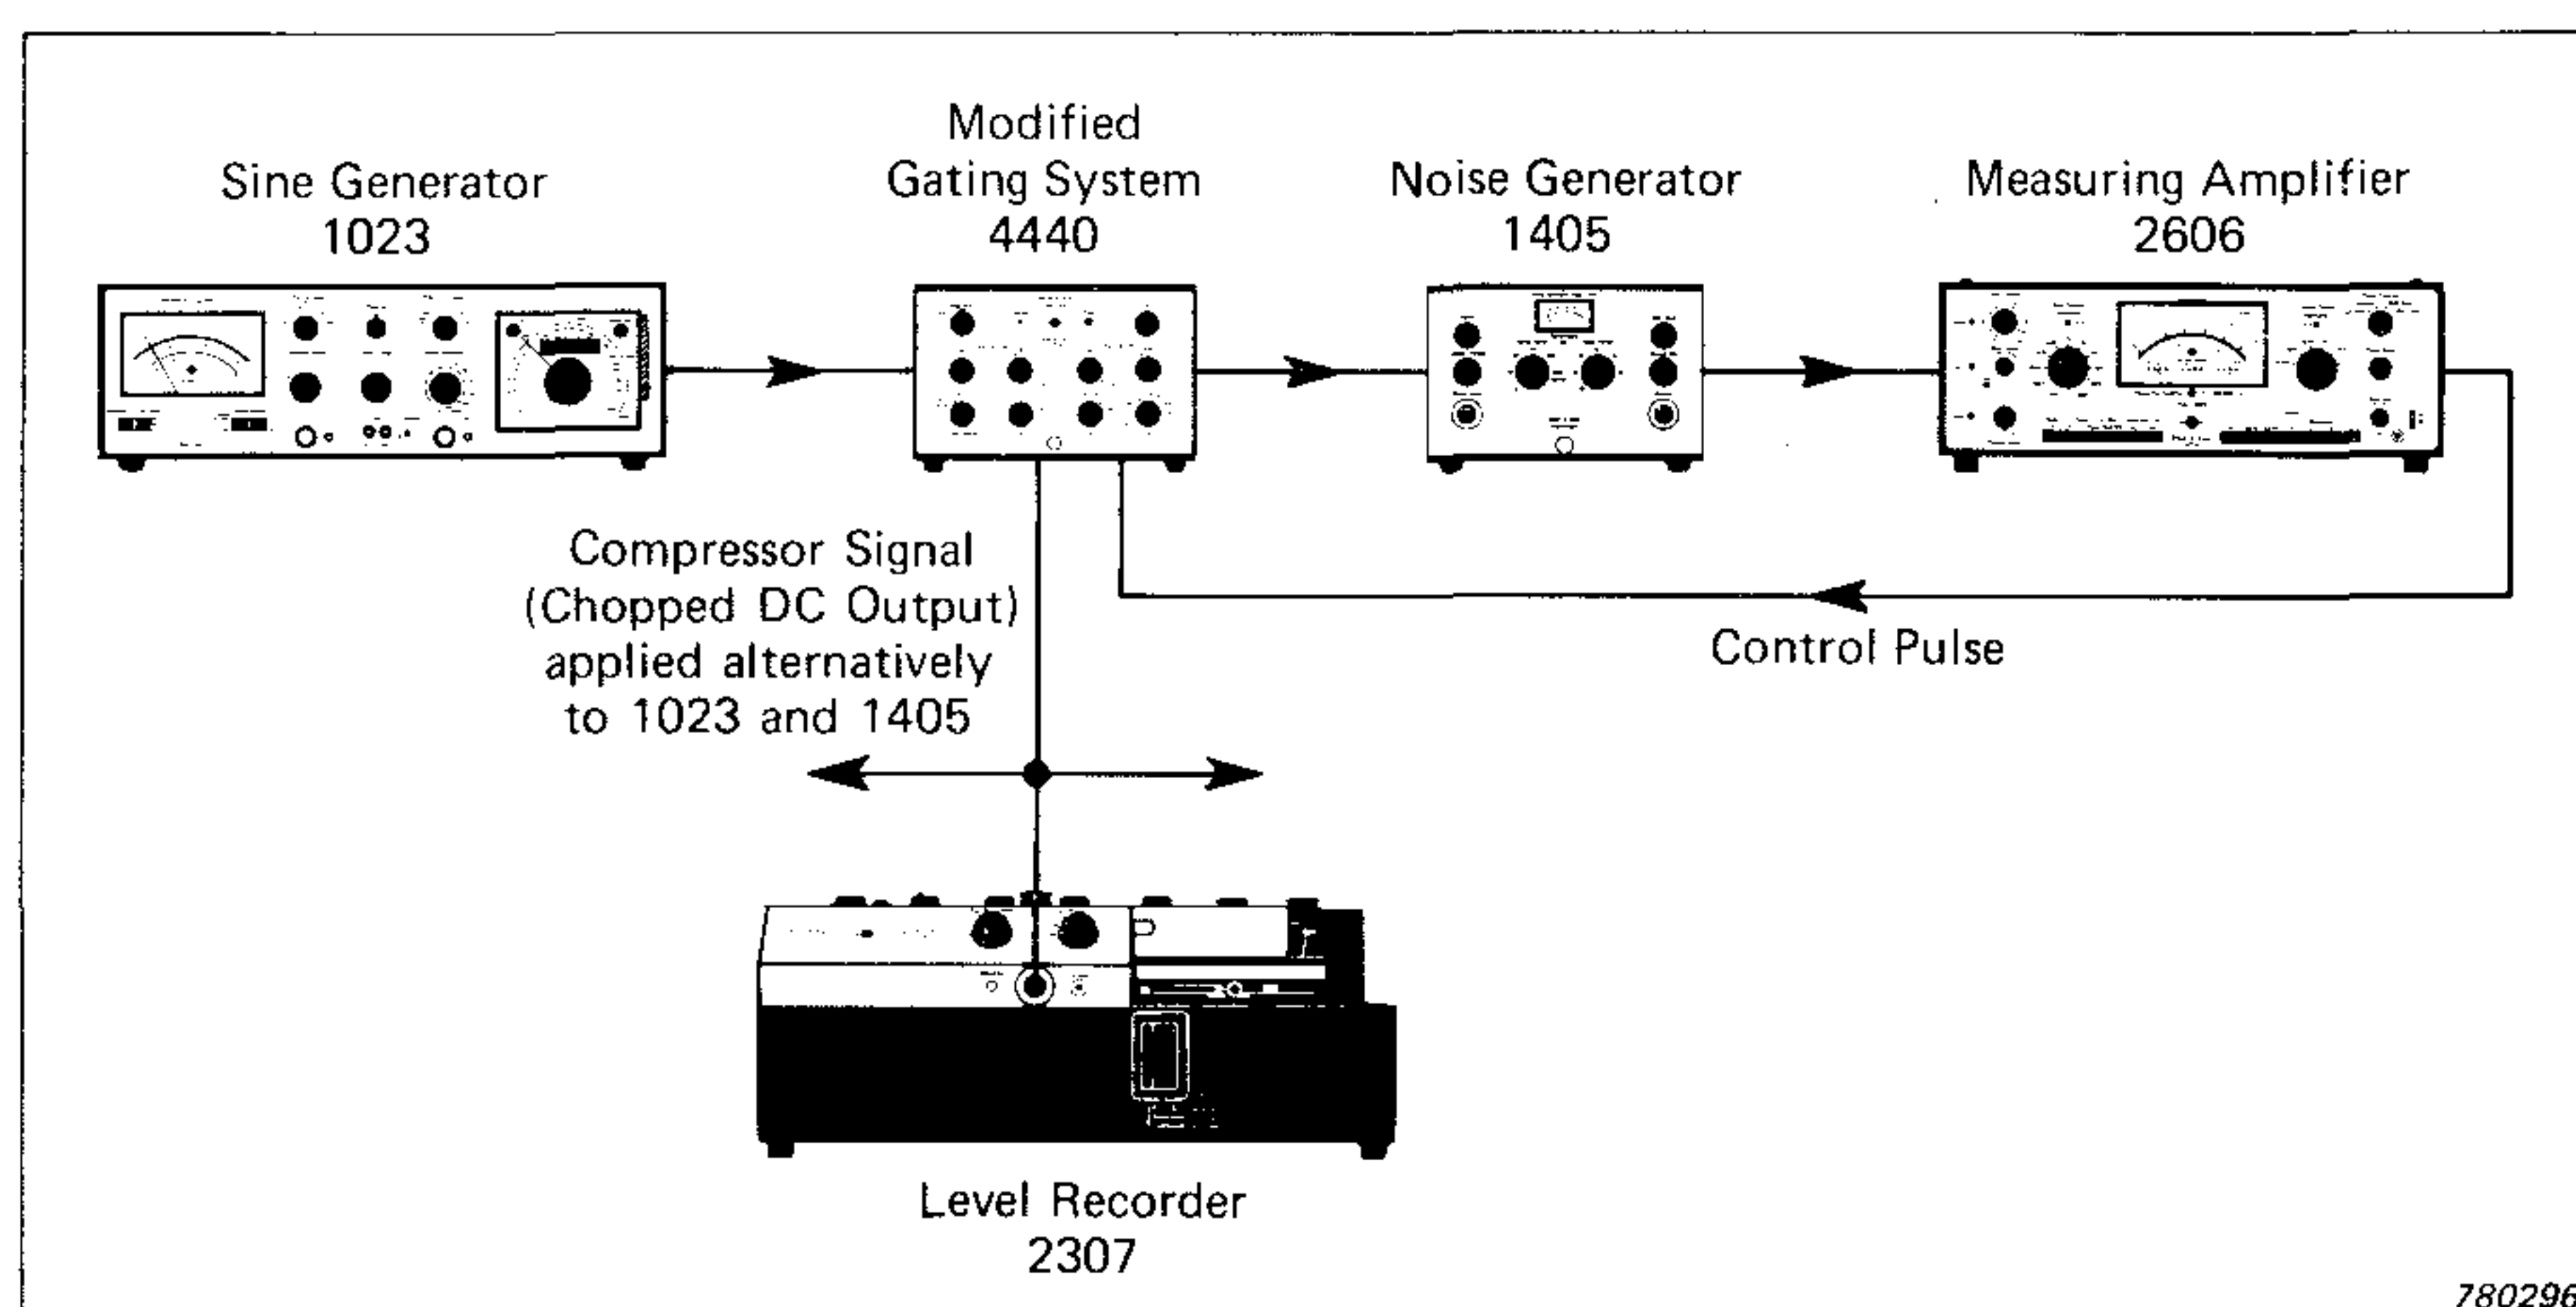 Sine Generator
1023
Modified
Gating System
4440
Noise Generator
1405
Measuring Amplifier
2606
Compressor Signal
(Chopped DC Output)
applied alternatively
to 1023 and 1405
Control Pulse
Level Recorder
2307
780296